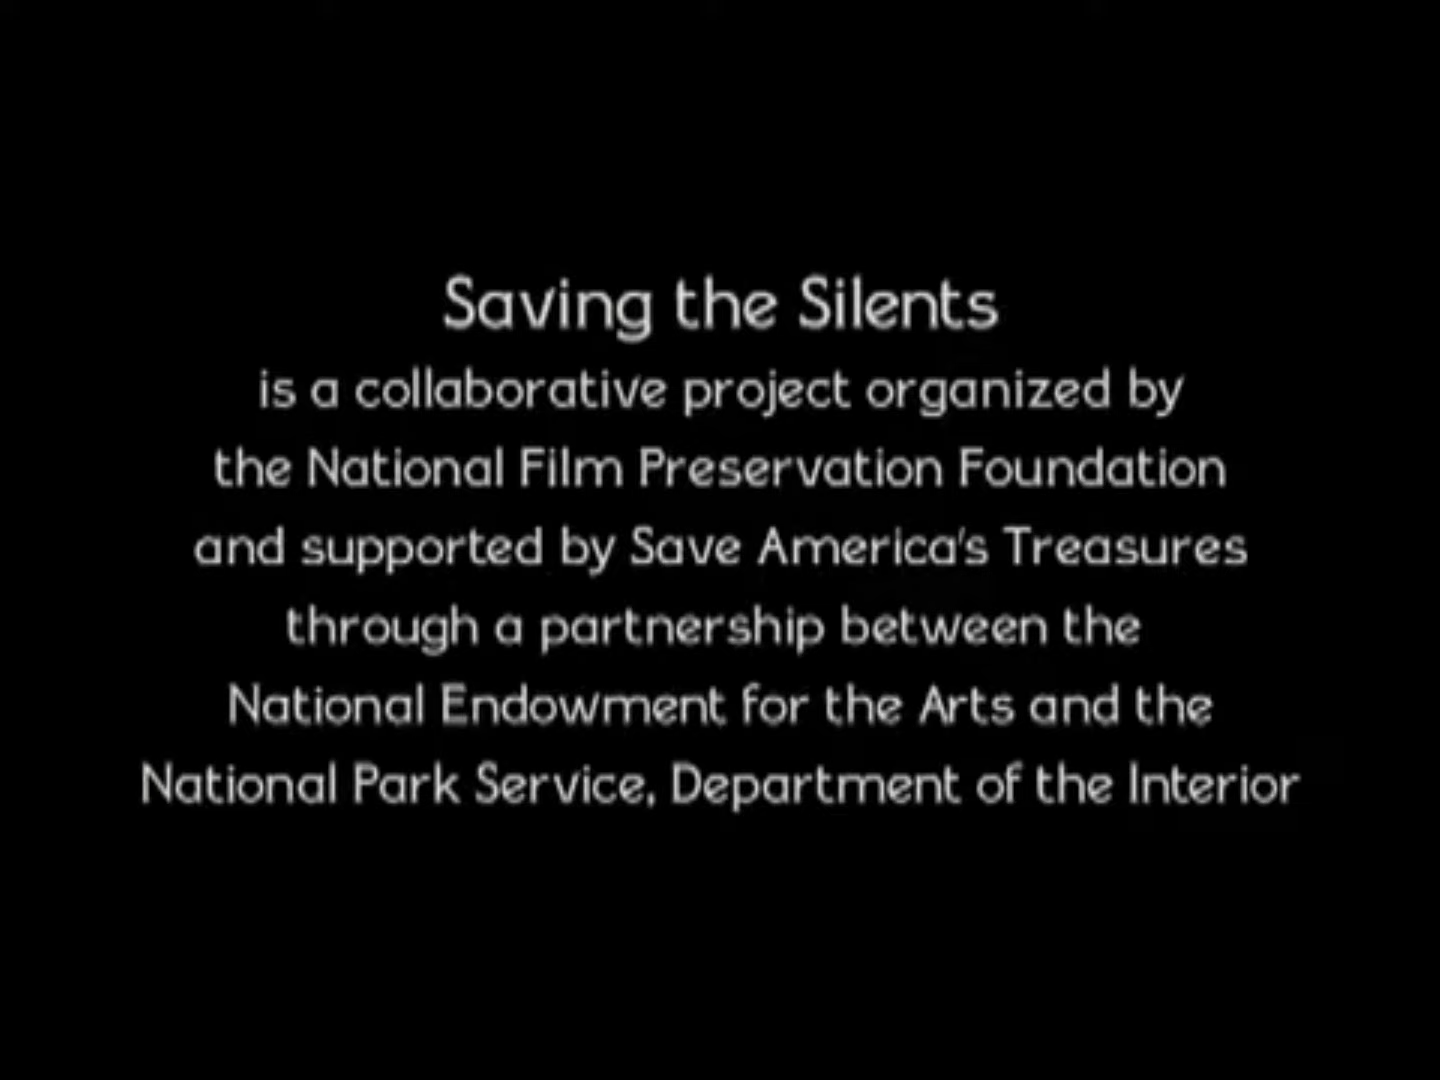 Saving the Silents
is a collaborative project organized by
the National Film Preservation Foundation
and supported by Save America's Treasures
through a partnership between the
National Endowment for the Arts and the
National Park Service, Department of the Interior